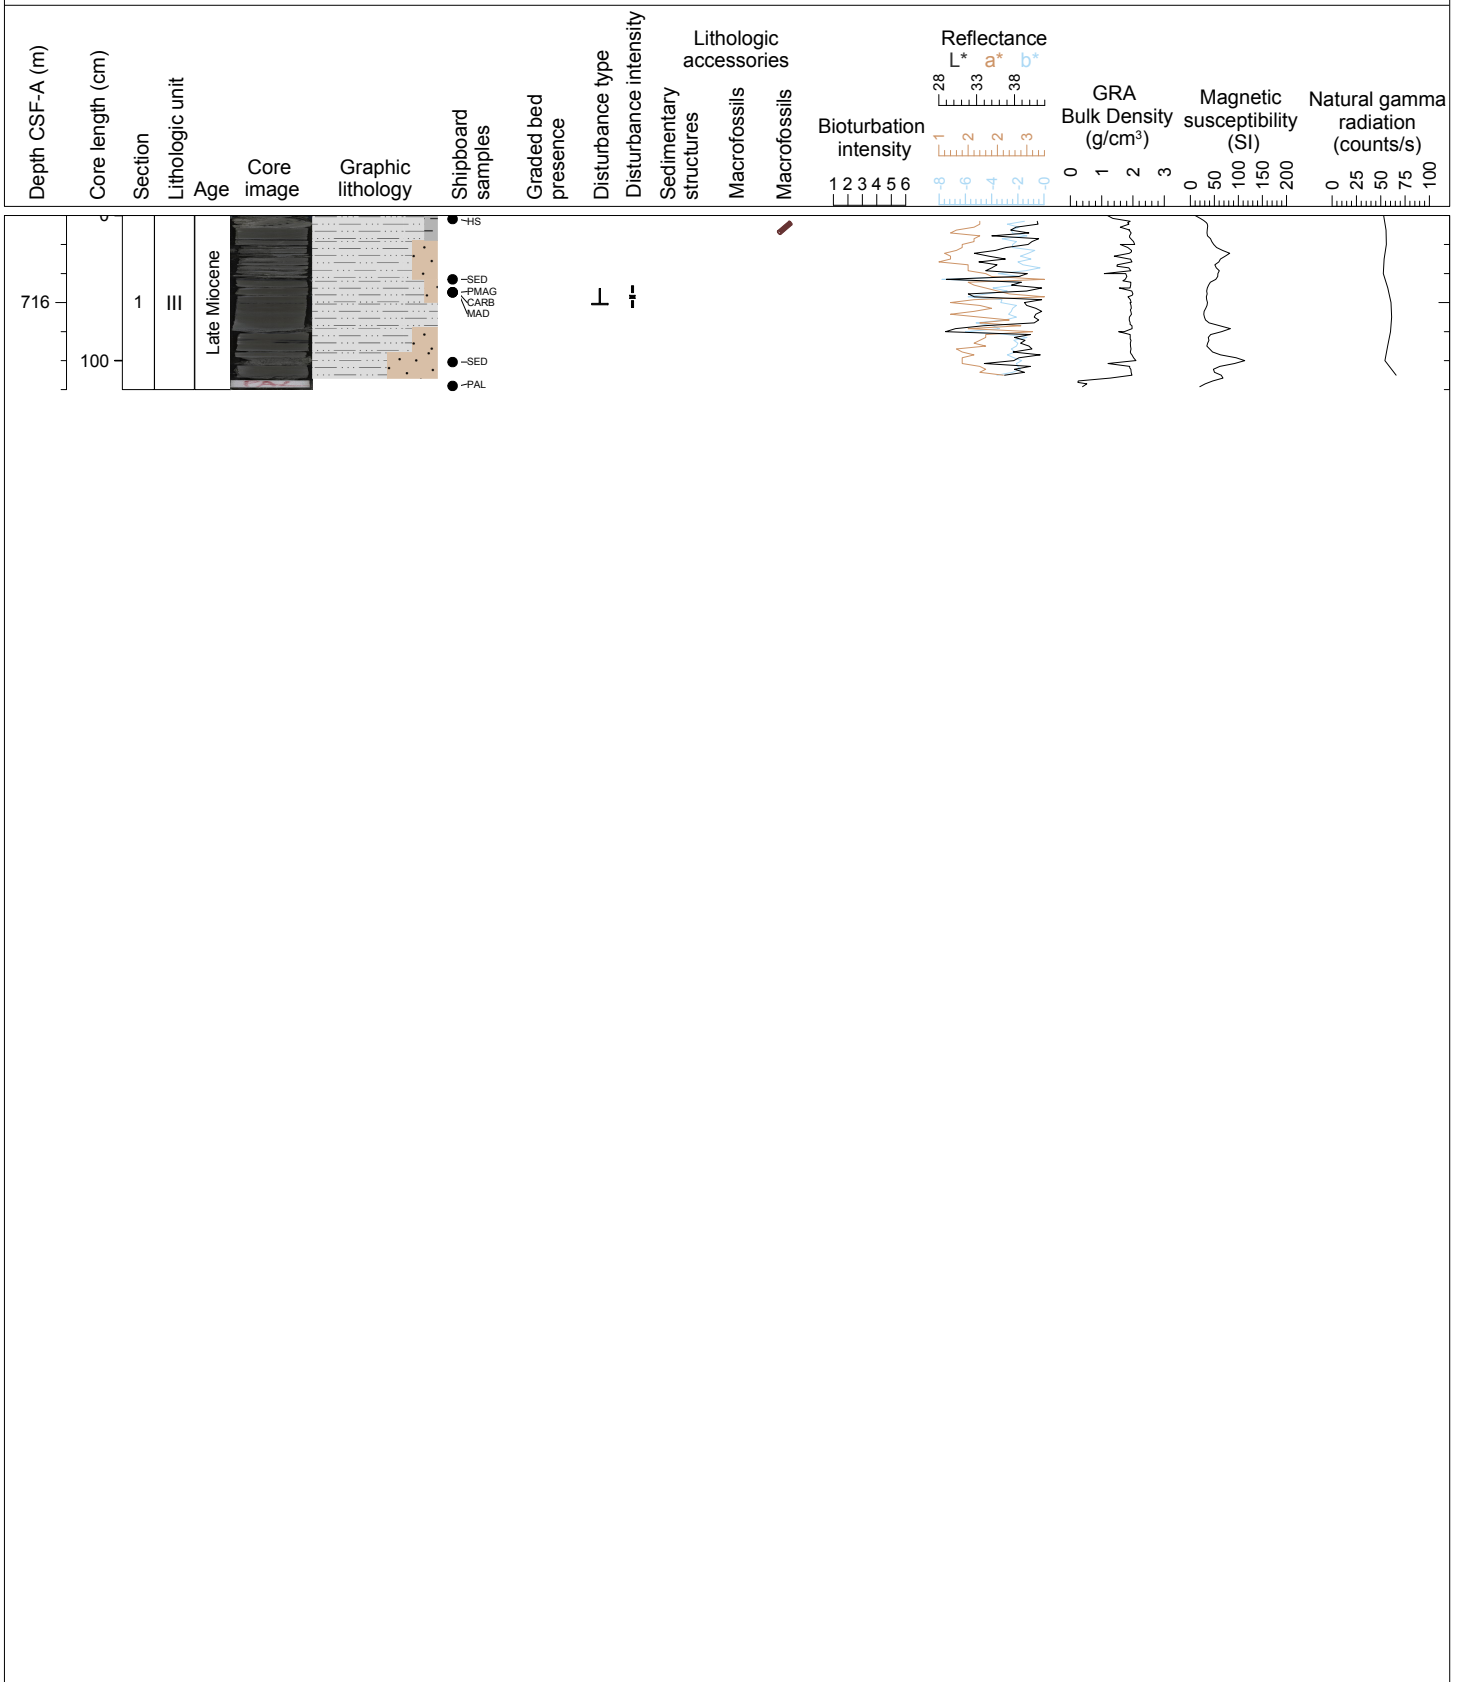 Depth CSF-A (m)
Core length (cm)
Section
Lithologic unit
Age
Core
image
Graphic
lithology
Shipboard
samples
Graded bed
presence
Disturbance type
Disturbance intensity
Lithologic
accessories
Sedimentary
structures
Macrofossils
Macrofossils
Bioturbation
intensity
1 2 3 4 5 6
Reflectance
L* a* b*
28 33 38
1 2 2 3
-8 -6 -4 -2 -0
GRA
Bulk Density
(g/cm³)
0 1 2 3
Magnetic
susceptibility
(SI)
0 50 100 150 200
Natural gamma
radiation
(counts/s)
0 25 50 75 100
0
716
100
1
III
Late Miocene
HS
SED
PMAG
CARB
MAD
SED
PAL